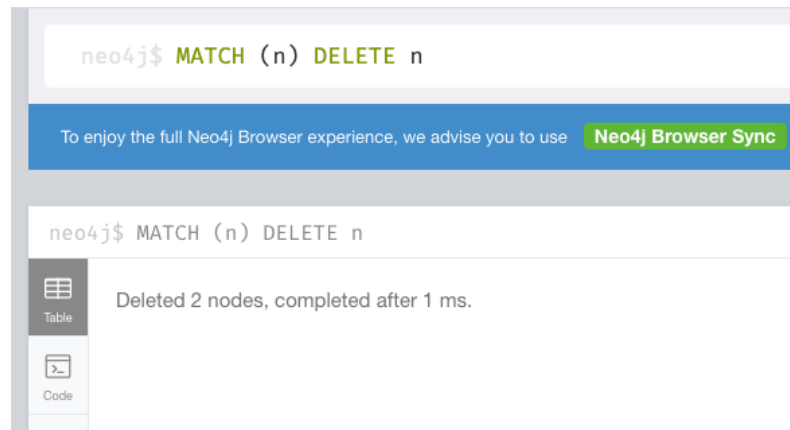 neo4j$ MATCH (n) DELETE n
To enjoy the full Neo4j Browser experience, we advise you to use Neo4j Browser Sync
neo4j$ MATCH (n) DELETE n
Table
Deleted 2 nodes, completed after 1 ms.
Code